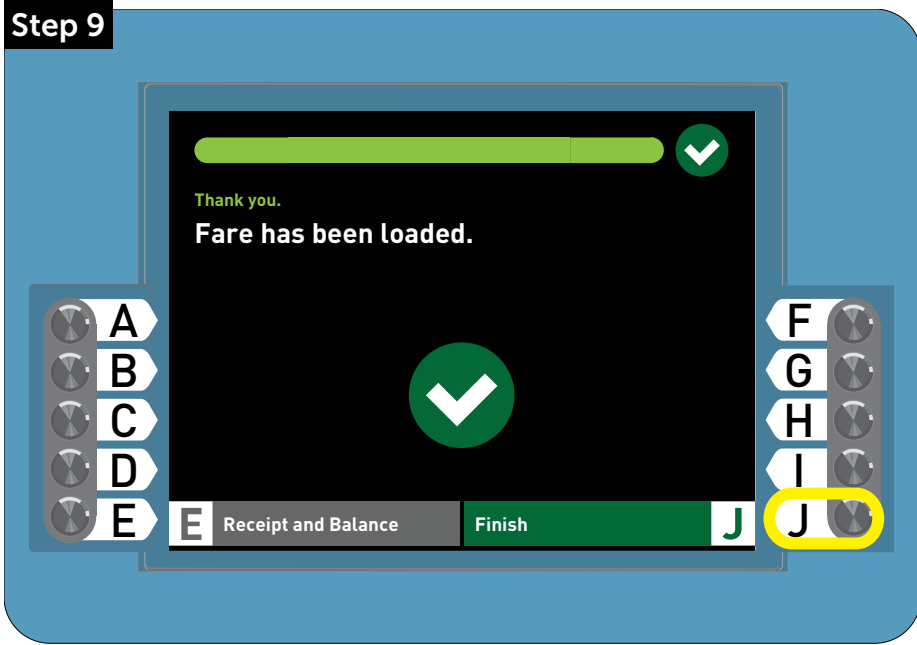 Step 9
Thank you.
Fare has been loaded.
A
B
C
D
E
F
G
H
I
J
E Receipt and Balance
Finish J